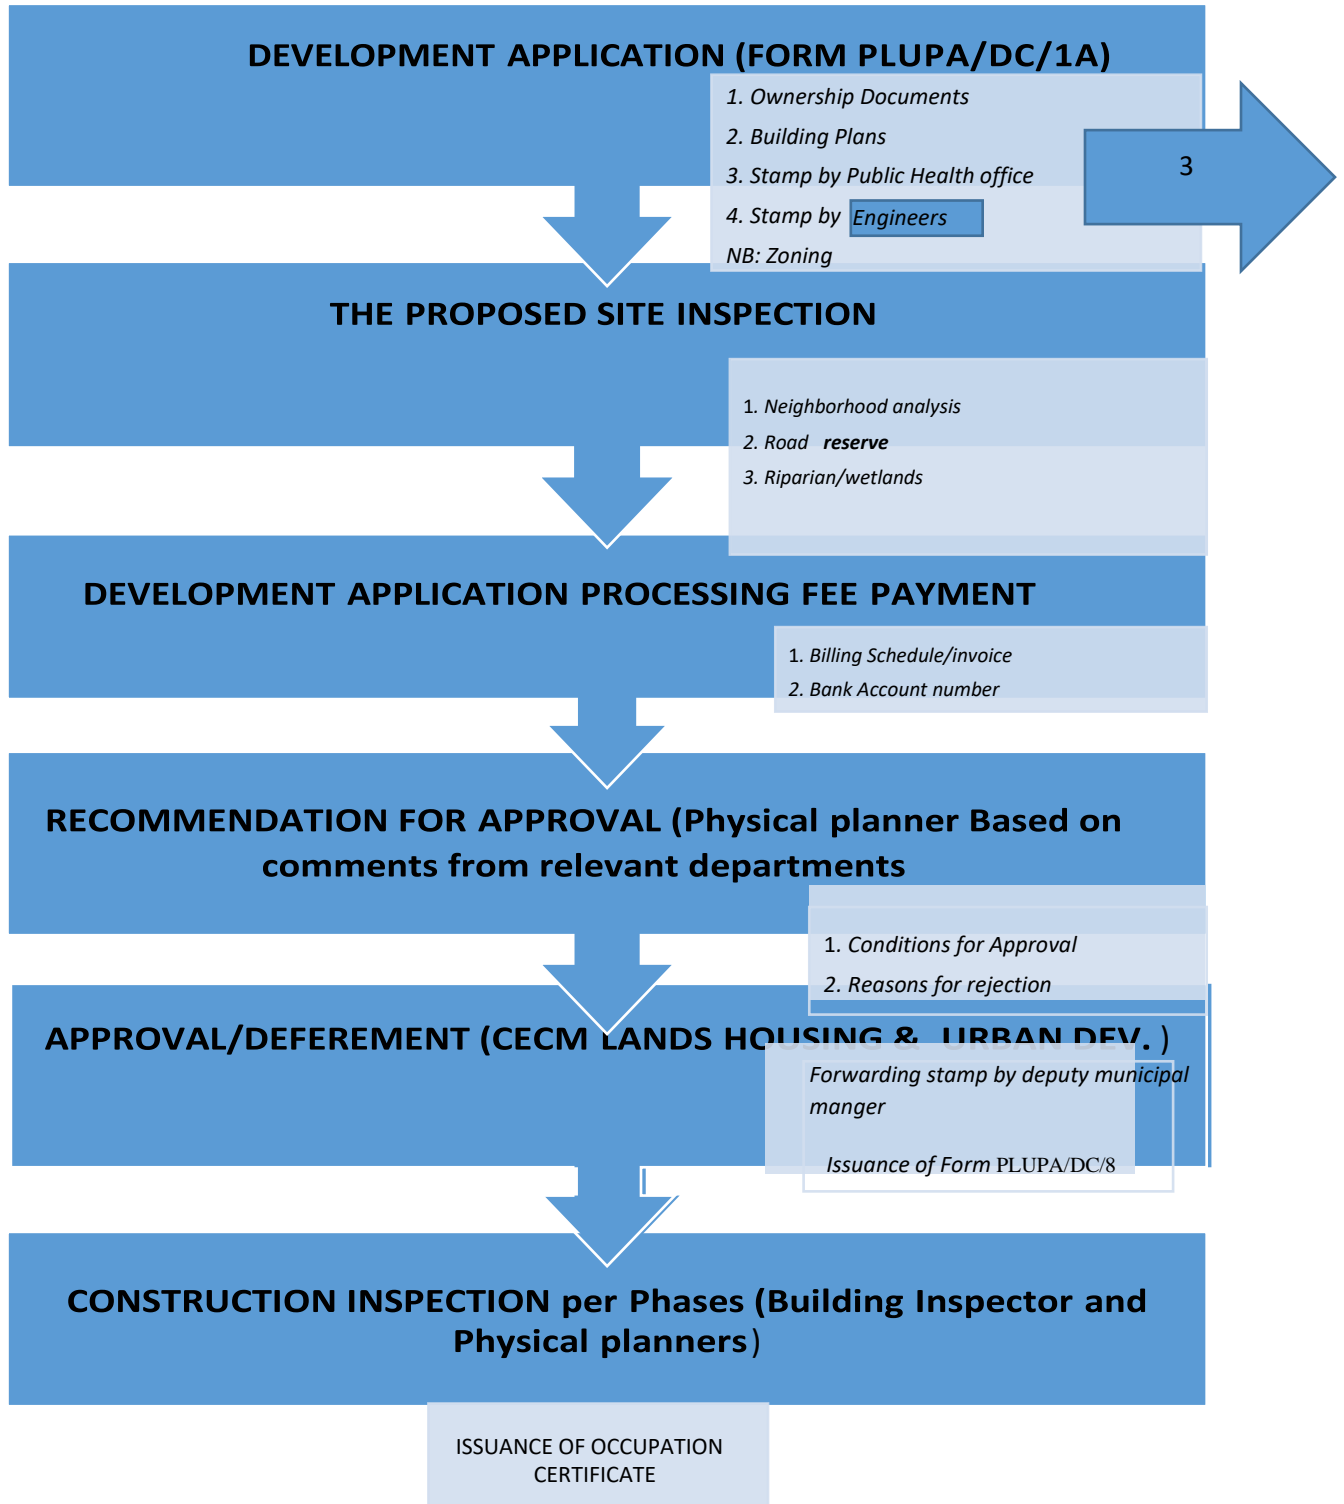 DEVELOPMENT APPLICATION (FORM PLUPA/DC/1A)
1. Ownership Documents
2. Building Plans
3. Stamp by Public Health office
4. Stamp by Engineers
NB: Zoning
3
THE PROPOSED SITE INSPECTION
1. Neighborhood analysis
2. Road reserve
3. Riparian/wetlands
DEVELOPMENT APPLICATION PROCESSING FEE PAYMENT
1. Billing Schedule/invoice
2. Bank Account number
RECOMMENDATION FOR APPROVAL (Physical planner Based on
comments from relevant departments
1. Conditions for Approval
2. Reasons for rejection
APPROVAL/DEFEREMENT (CECM LANDS HOUSING & URBAN DEV. )
Forwarding stamp by deputy municipal
manger
Issuance of Form PLUPA/DC/8
CONSTRUCTION INSPECTION per Phases (Building Inspector and
Physical planners)
ISSUANCE OF OCCUPATION
CERTIFICATE